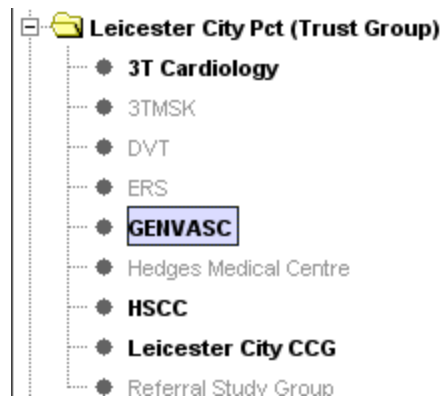 Leicester City Pct (Trust Group)
3T Cardiology
3TMSK
DVT
ERS
GENVASC
Hedges Medical Centre
HSCC
Leicester City CCG
Referral Study Group